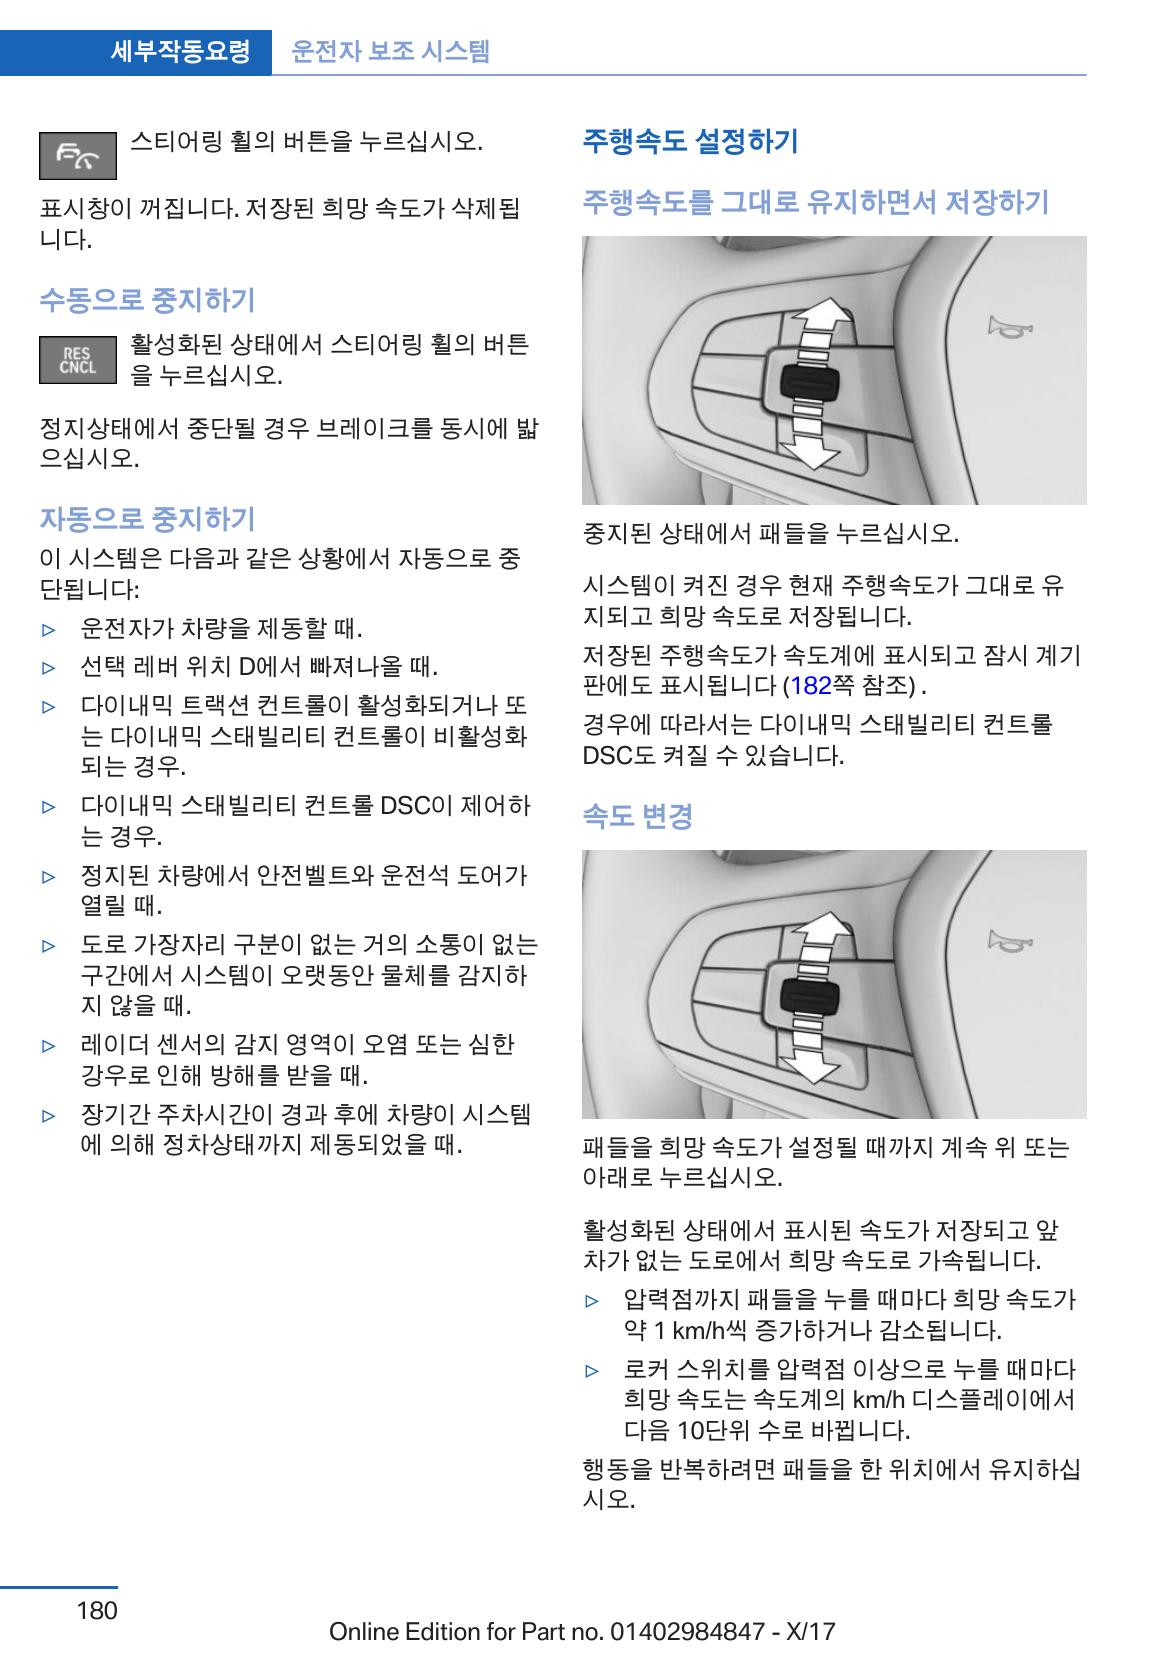 세부작동요령 운전자 보조 시스템
스티어링 휠의 버튼을 누르십시오.
표시창이 꺼집니다. 저장된 희망 속도가 삭제됩
니다.
수동으로 중지하기
RES
CNCL
활성화된 상태에서 스티어링 휠의 버튼
을 누르십시오.
정지상태에서 중단될 경우 브레이크를 동시에 밟
으십시오.
자동으로 중지하기
이 시스템은 다음과 같은 상황에서 자동으로 중
단됩니다:
▷ 운전자가 차량을 제동할 때.
▷ 선택 레버 위치 D에서 빠져나올 때.
▷ 다이내믹 트랙션 컨트롤이 활성화되거나 또
는 다이내믹 스태빌리티 컨트롤이 비활성화
되는 경우.
▷ 다이내믹 스태빌리티 컨트롤 DSC이 제어하
는 경우.
▷ 정지된 차량에서 안전벨트와 운전석 도어가
열릴 때.
▷ 도로 가장자리 구분이 없는 거의 소통이 없는
구간에서 시스템이 오랫동안 물체를 감지하
지 않을 때.
▷ 레이더 센서의 감지 영역이 오염 또는 심한
강우로 인해 방해를 받을 때.
▷ 장기간 주차시간이 경과 후에 차량이 시스템
에 의해 정차상태까지 제동되었을 때.
주행속도 설정하기
주행속도를 그대로 유지하면서 저장하기
중지된 상태에서 패들을 누르십시오.
시스템이 켜진 경우 현재 주행속도가 그대로 유
지되고 희망 속도로 저장됩니다.
저장된 주행속도가 속도계에 표시되고 잠시 계기
판에도 표시됩니다 (182쪽 참조) .
경우에 따라서는 다이내믹 스태빌리티 컨트롤
DSC도 켜질 수 있습니다.
속도 변경
패들을 희망 속도가 설정될 때까지 계속 위 또는
아래로 누르십시오.
활성화된 상태에서 표시된 속도가 저장되고 앞
차가 없는 도로에서 희망 속도로 가속됩니다.
▷ 압력점까지 패들을 누를 때마다 희망 속도가
약 1 km/h씩 증가하거나 감소됩니다.
▷ 로커 스위치를 압력점 이상으로 누를 때마다
희망 속도는 속도계의 km/h 디스플레이에서
다음 10단위 수로 바뀝니다.
행동을 반복하려면 패들을 한 위치에서 유지하십
시오.
180
Online Edition for Part no. 01402984847 - X/17